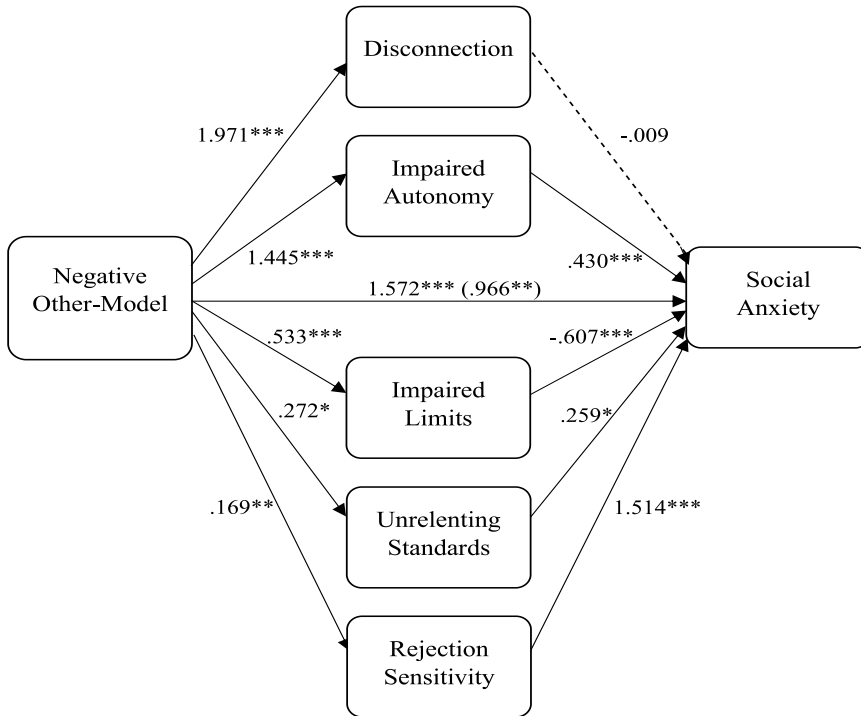 Disconnection
1.971***
-.009
Impaired
Autonomy
1.445***
.430***
Negative
Other-Model
1.572*** (.966**)
Social
Anxiety
.533***
-.607***
Impaired
Limits
.272*
.259*
.169**
Unrelenting
Standards
1.514***
Rejection
Sensitivity